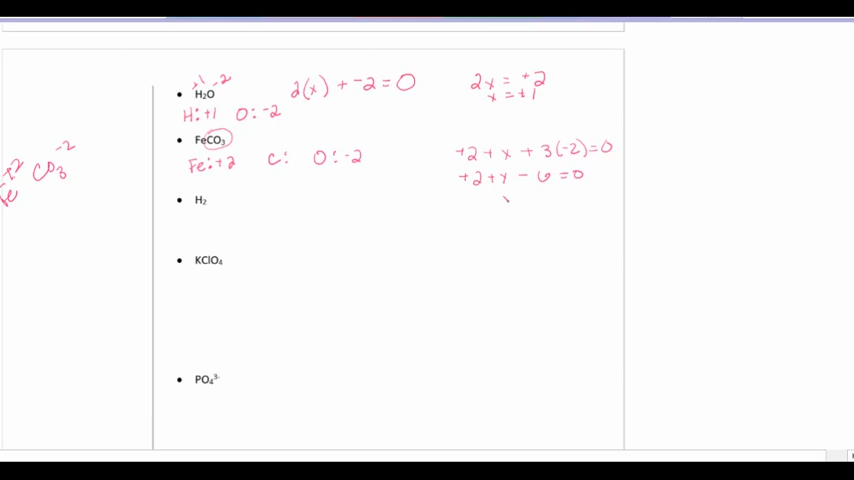 +1 -2
• H₂O 2(x) + -2 = 0 2x = +2
x = +1
H: +1 O: -2
• FeCO₃
Fe: +2 C: O: -2 +2 + x + 3(-2) = 0
+2 + x - 6 = 0
+2 -2
Fe CO₃
• H₂
• KClO₄
• PO₄³⁻